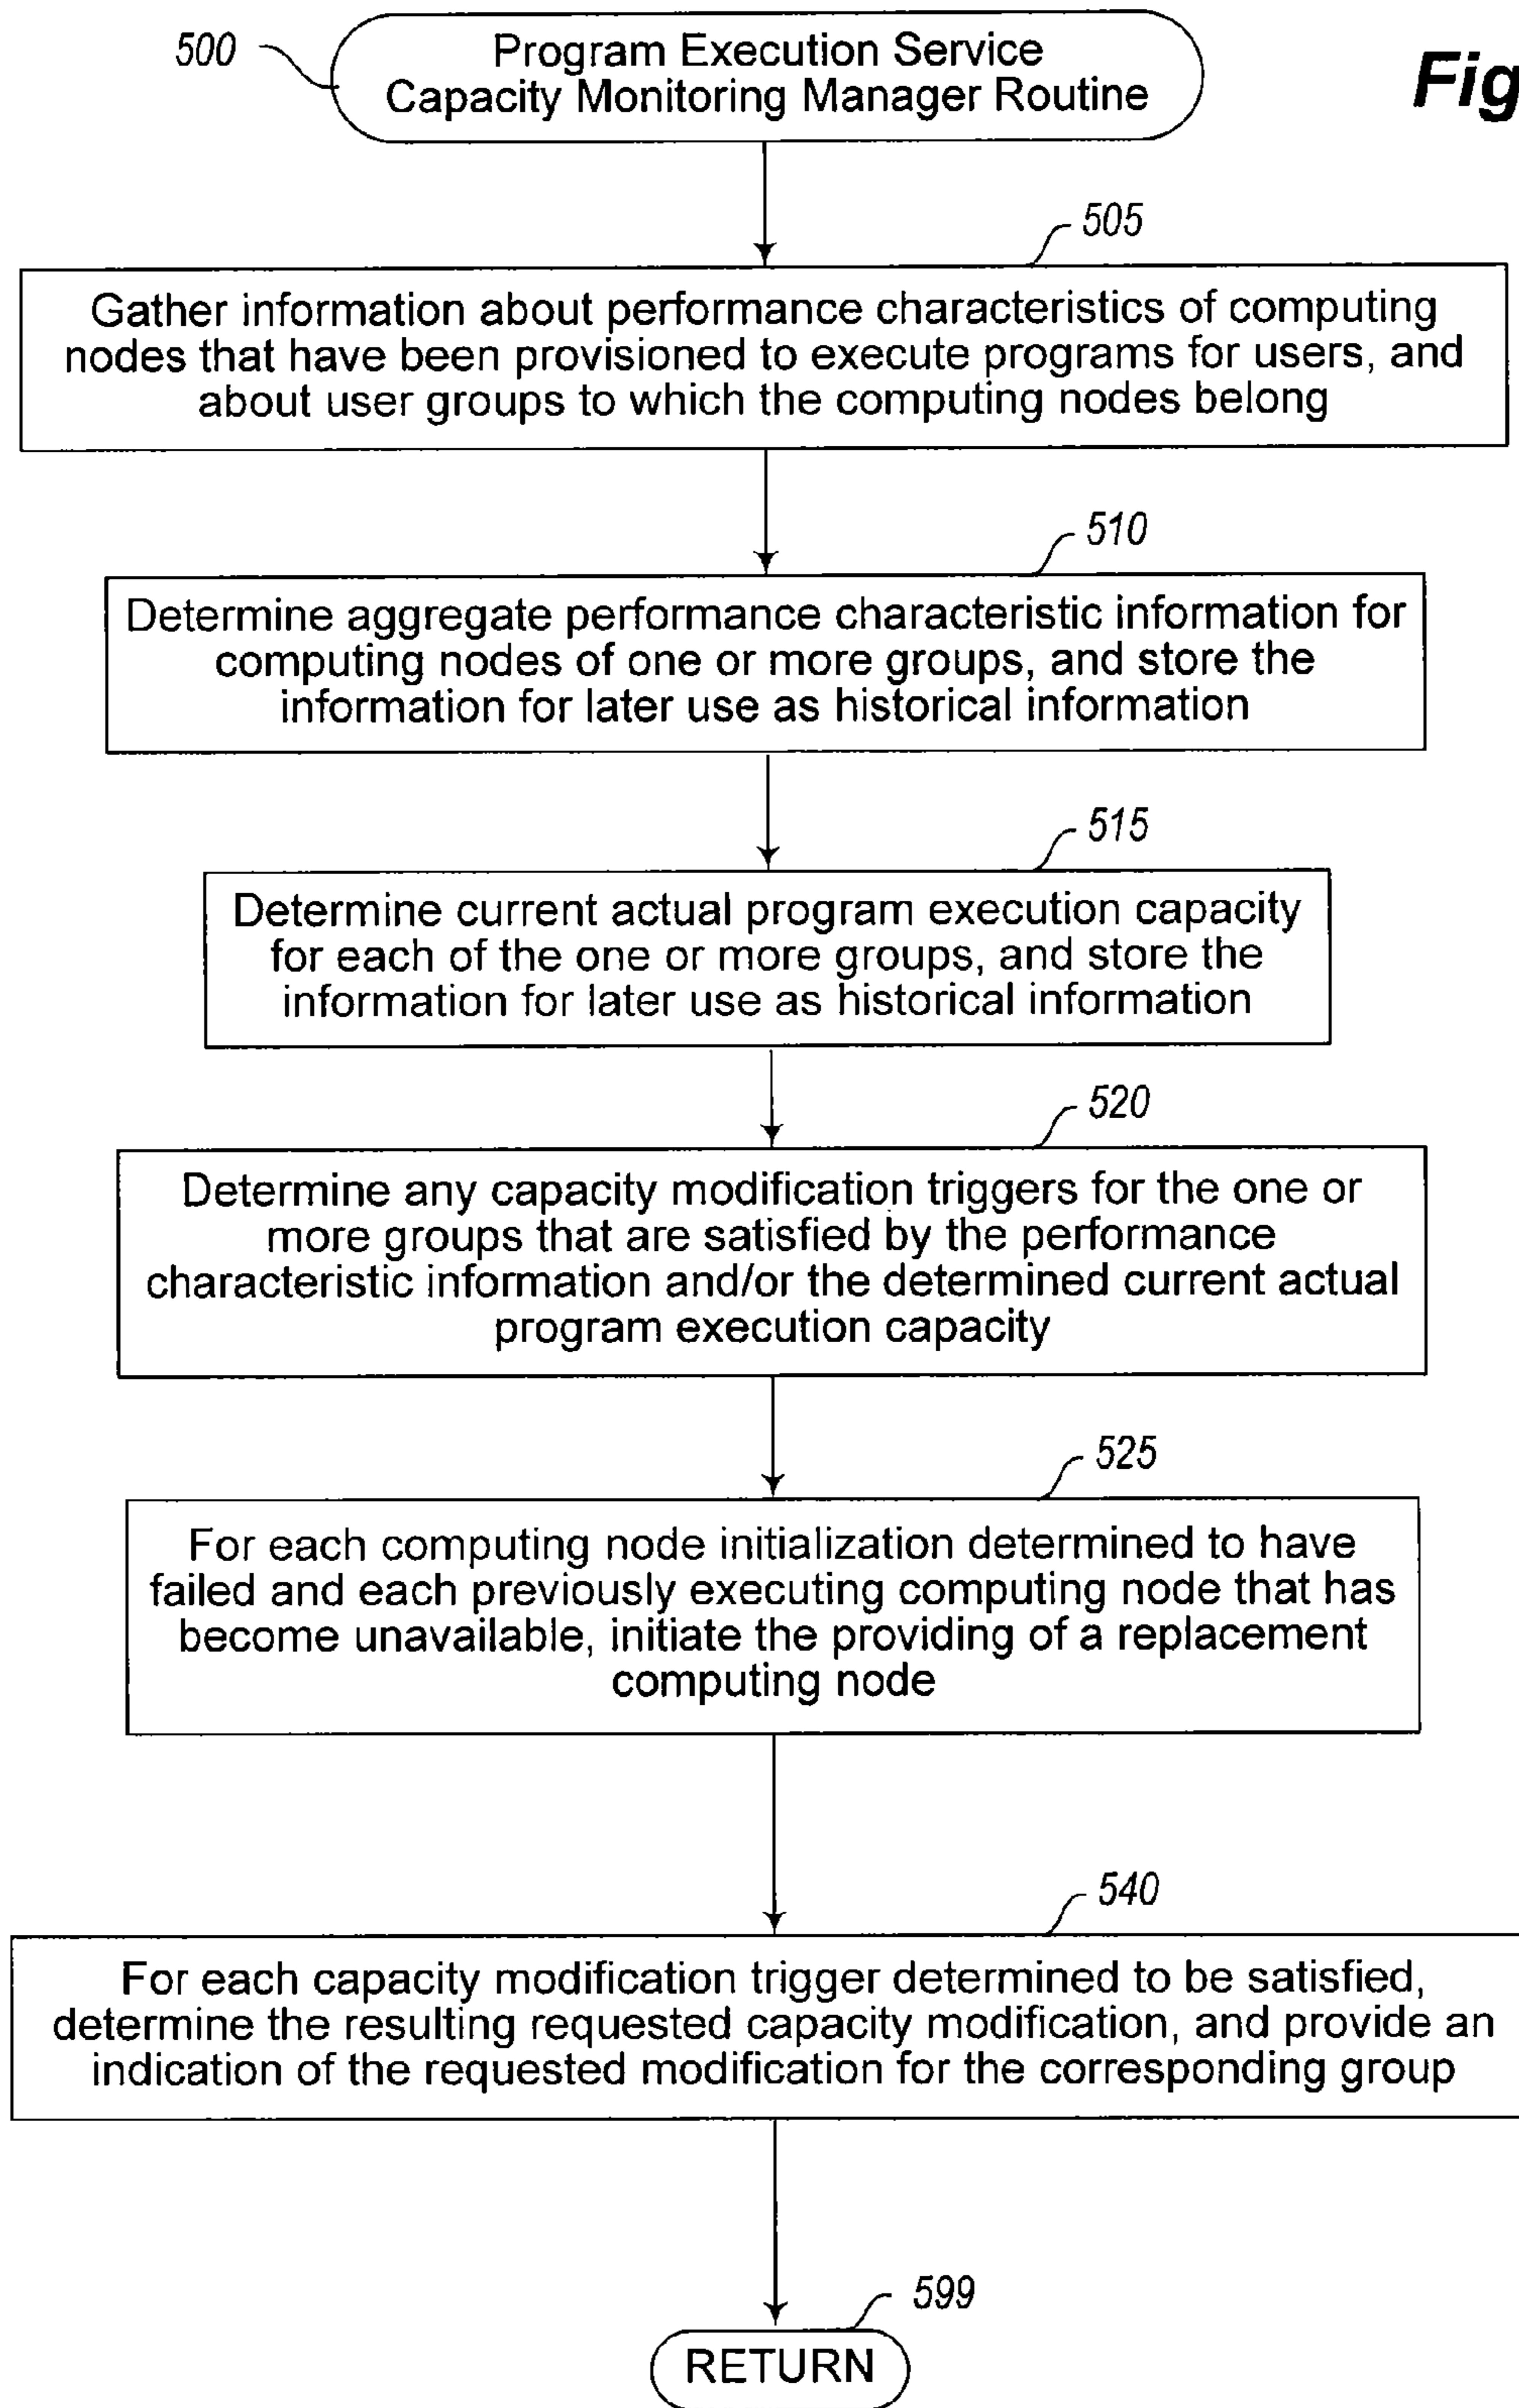 500
Program Execution Service
Capacity Monitoring Manager Routine
Fig
505
Gather information about performance characteristics of computing
nodes that have been provisioned to execute programs for users, and
about user groups to which the computing nodes belong
510
Determine aggregate performance characteristic information for
computing nodes of one or more groups, and store the
information for later use as historical information
515
Determine current actual program execution capacity
for each of the one or more groups, and store the
information for later use as historical information
520
Determine any capacity modification triggers for the one or
more groups that are satisfied by the performance
characteristic information and/or the determined current actual
program execution capacity
525
For each computing node initialization determined to have
failed and each previously executing computing node that has
become unavailable, initiate the providing of a replacement
computing node
540
For each capacity modification trigger determined to be satisfied,
determine the resulting requested capacity modification, and provide an
indication of the requested modification for the corresponding group
599
RETURN